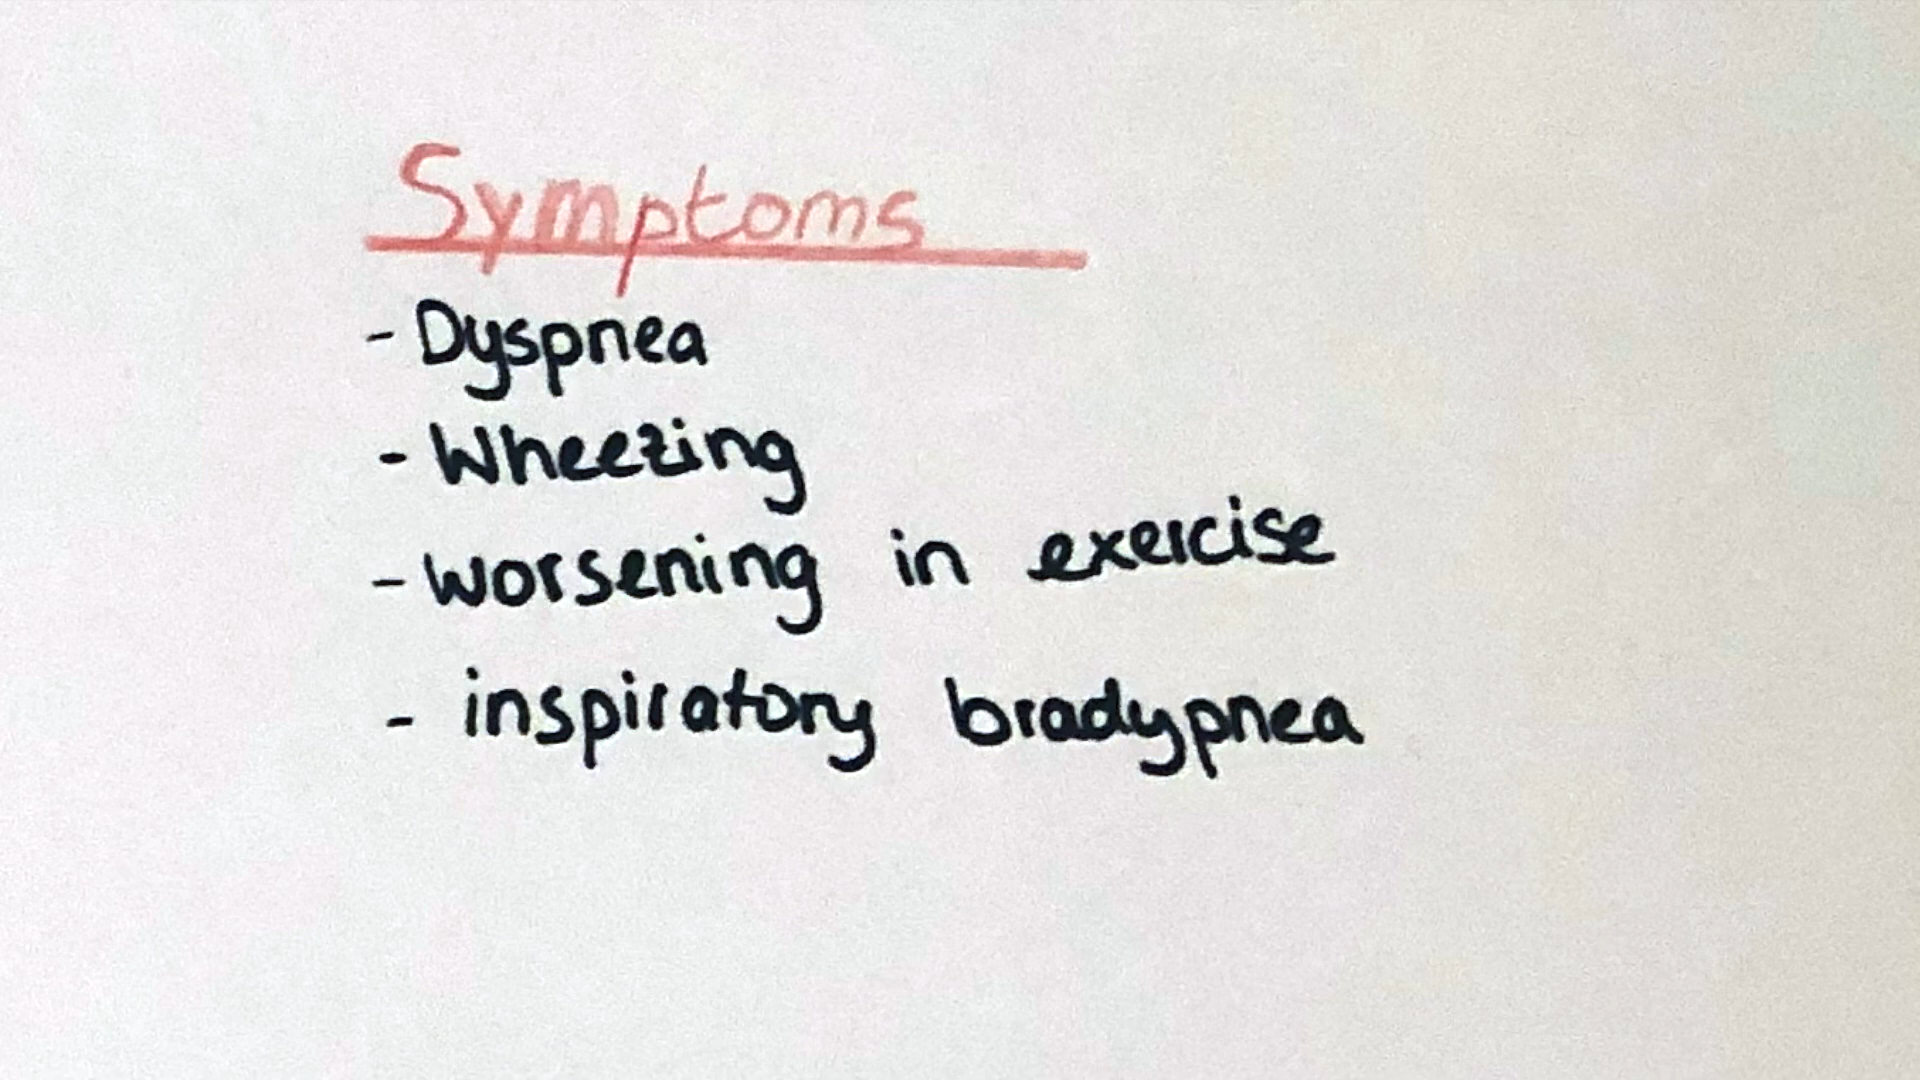 Symptoms
- Dyspnea
- Wheezing
- worsening in exercise
- inspiratory bradypnea